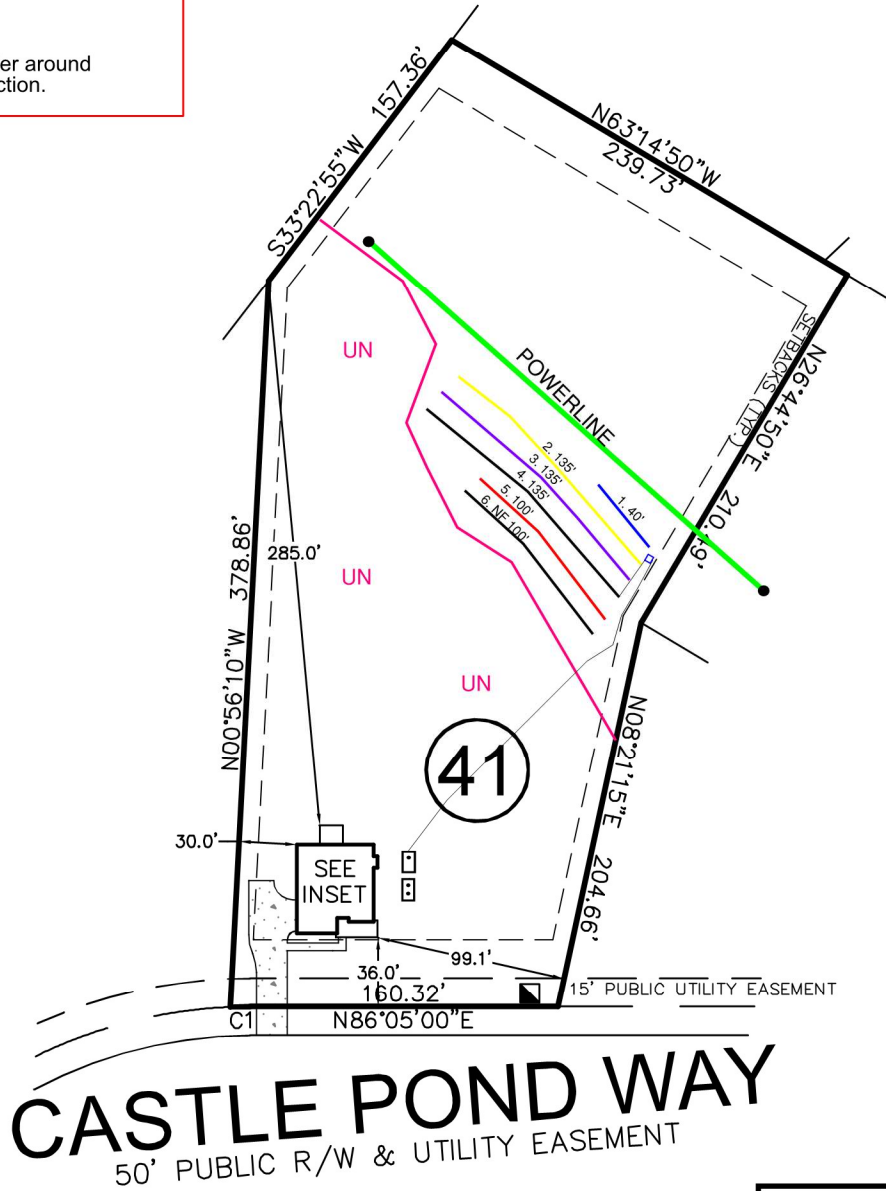 er around
ction.
S33°22'55"W 157.36'
N63°14'50"W
239.73'
SETBACKS (TYP.)
N26°44'50"E 210.49'
POWERLINE
UN
1. 40'
2. 135'
3. 135'
4. 135'
5. 100'
6. NF 100'
285.0'
N00°56'10"W 378.86'
UN
UN
41
N08°21'15"E 204.66'
30.0'
SEE
INSET
99.1'
36.0'
15' PUBLIC UTILITY EASEMENT
160.32'
C1
N86°05'00"E
CASTLE POND WAY
50' PUBLIC R/W & UTILITY EASEMENT